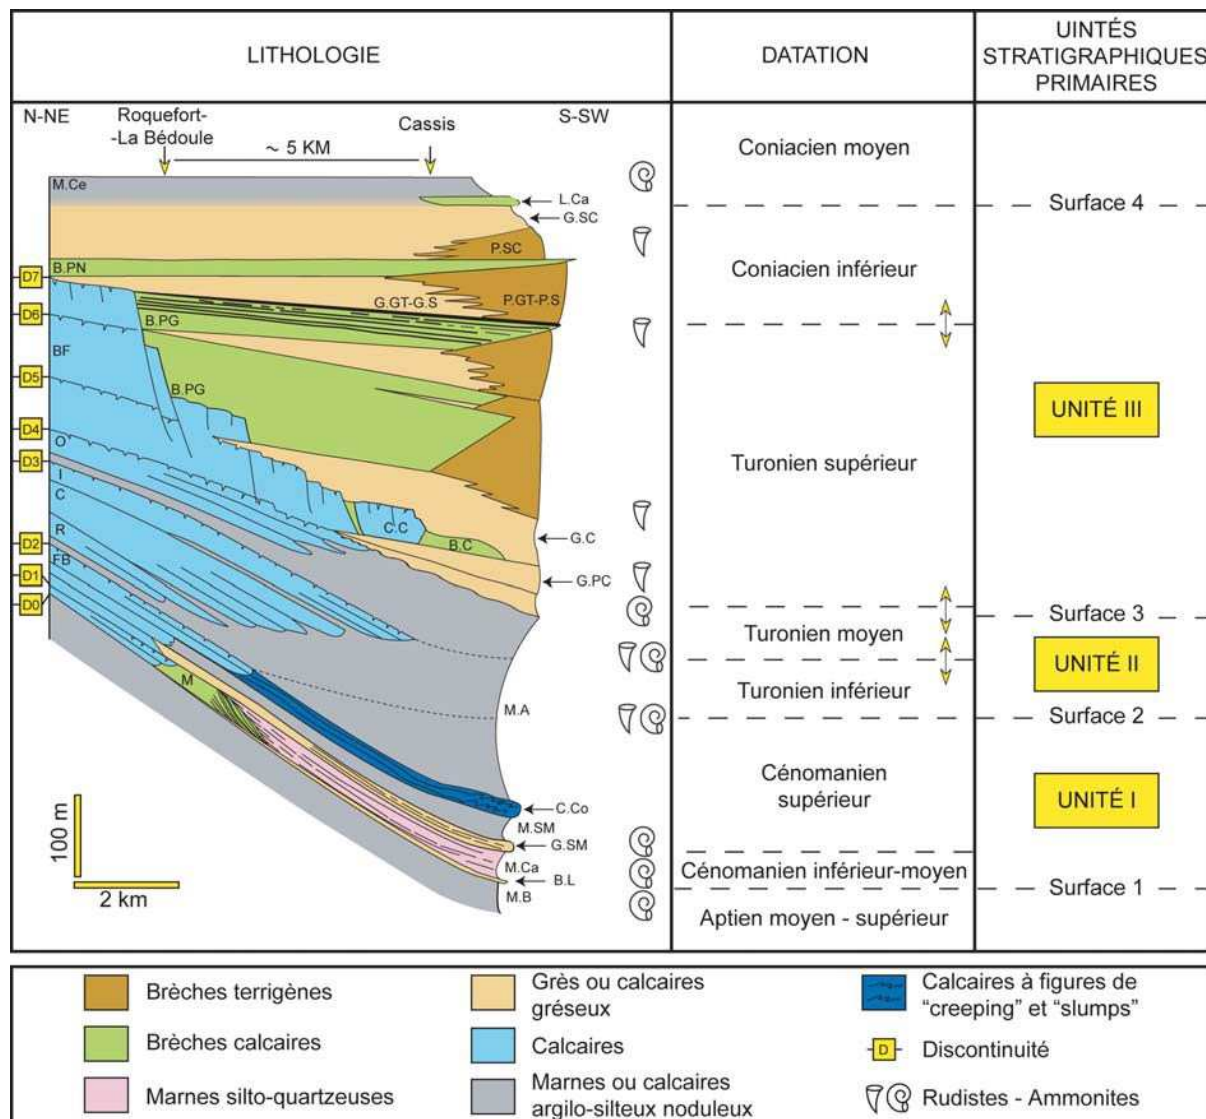 LITHOLOGIE
DATATION
UINTÉS
STRATIGRAPHIQUES
PRIMAIRES
N-NE
Roquefort-
-La Bédoule
Cassis
S-SW
~ 5 KM
M.Ce
L.Ca
G.SC
P.SC
B.PN
D7
G.GT-G.S
P.GT-P.S
D6
B.PG
BF
D5
B.PG
D4
O
D3
I
C
C.C
B.C
G.C
R
D2
FB
G.PC
D1
D0
M
M.A
C.Co
M.SM
G.SM
M.Ca
B.L
M.B
100 m
2 km
Coniacien moyen
Coniacien inférieur
Turonien supérieur
Turonien moyen
Turonien inférieur
Cénomanien
supérieur
Cénomanien inférieur-moyen
Aptien moyen - supérieur
Surface 4
UNITÉ III
Surface 3
UNITÉ II
Surface 2
UNITÉ I
Surface 1
Brèches terrigènes
Brèches calcaires
Marnes silto-quartzeuses
Grès ou calcaires
gréseux
Calcaires
Marnes ou calcaires
argilo-silteux noduleux
Calcaires à figures de
“creeping” et “slumps”
D
Discontinuité
Rudistes - Ammonites